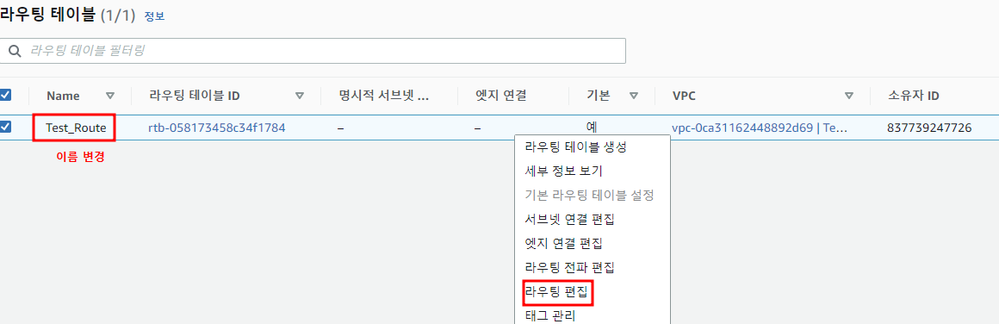 라우팅 테이블 (1/1) 정보
라우팅 테이블 필터링
Name 라우팅 테이블 ID 명시적 서브넷 ... 엣지 연결 기본 VPC 소유자 ID
Test_Route rtb-058173458c34f1784 – – 예 vpc-0ca31162448892d69 | Te... 837739247726
이름 변경
라우팅 테이블 생성
세부 정보 보기
기본 라우팅 테이블 설정
서브넷 연결 편집
엣지 연결 편집
라우팅 전파 편집
라우팅 편집
태그 관리